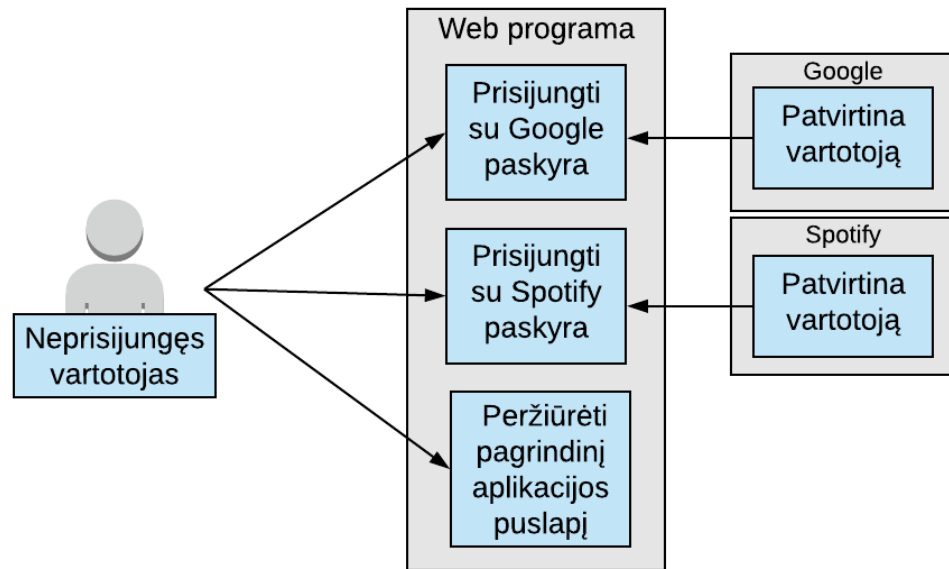 Neprisijungęs
vartotojas
Web programa
Prisijungti
su Google
paskyra
Prisijungti
su Spotify
paskyra
Peržiūrėti
pagrindinį
aplikacijos
puslapį
Google
Patvirtina
vartotoją
Spotify
Patvirtina
vartotoją